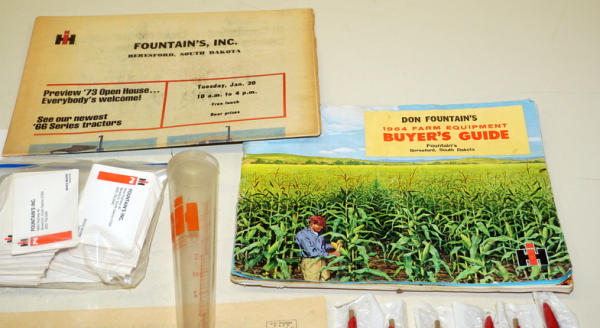 FOUNTAIN'S, INC.
BERESFORD, SOUTH DAKOTA
Preview '73 Open House...
Everybody's welcome!
See our newest
'66 Series tractors
Tuesday, Jan. 30
10 a.m. to 4 p.m.
Free lunch
Door prizes
DON FOUNTAIN'S
1964 FARM EQUIPMENT
BUYER'S GUIDE
Fountain's
Beresford, South Dakota
IH
FOUNTAIN'S INC.
FOUNTAIN'S, INC.